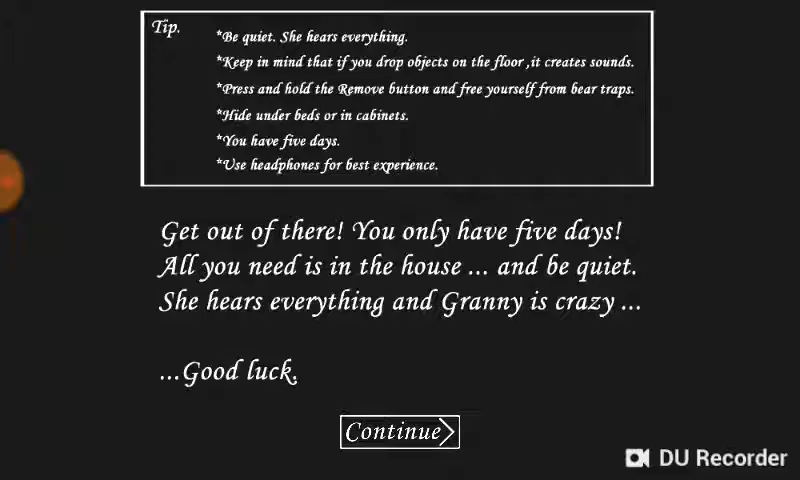 Tip.
*Be quiet. She hears everything.
*Keep in mind that if you drop objects on the floor ,it creates sounds.
*Press and hold the Remove button and free yourself from bear traps.
*Hide under beds or in cabinets.
*You have five days.
*Use headphones for best experience.
Get out of there! You only have five days!
All you need is in the house ... and be quiet.
She hears everything and Granny is crazy ...
...Good luck.
Continue
DU Recorder